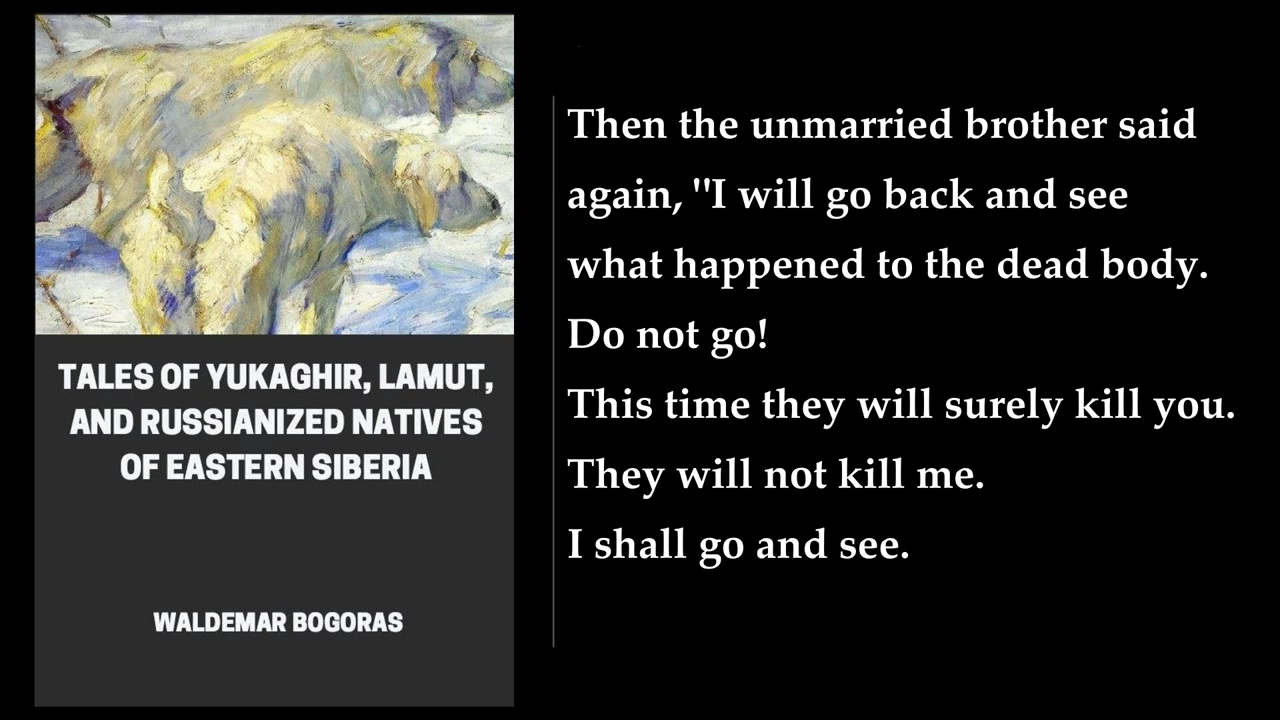 TALES OF YUKAGHIR, LAMUT,
AND RUSSIANIZED NATIVES
OF EASTERN SIBERIA
WALDEMAR BOGORAS
Then the unmarried brother said
again, "I will go back and see
what happened to the dead body.
Do not go!
This time they will surely kill you.
They will not kill me.
I shall go and see.